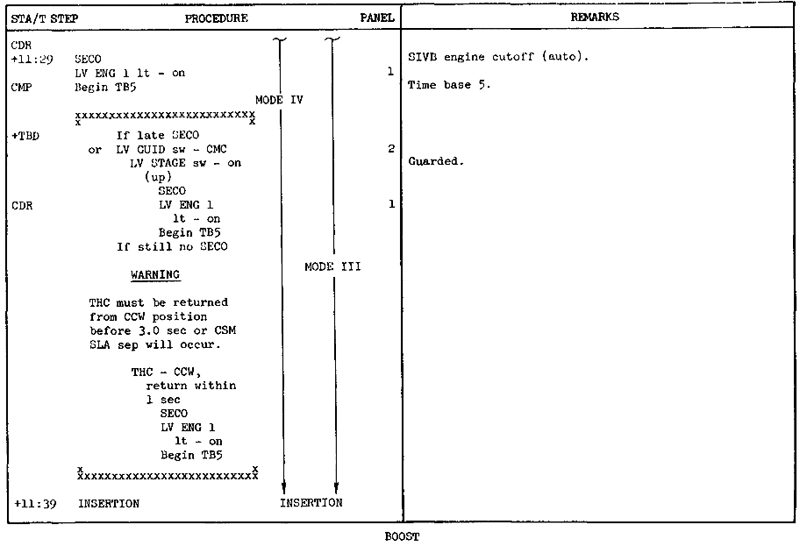 STA/T STEP PROCEDURE PANEL REMARKS
CDR
+11:29 SECO SIVB engine cutoff (auto).
LV ENG 1 lt - on 1
CMP Begin TB5 Time base 5.
MODE IV
xxxxxxxxxxxxxxxxxxxxxxxxxx
x x
+TBD If late SECO
or LV GUID sw - CMC 2
LV STAGE sw - on Guarded.
(up)
SECO
CDR LV ENG 1 1
lt - on
Begin TB5
If still no SECO
MODE III
WARNING
THC must be returned
from CCW position
before 3.0 sec or CSM
SLA sep will occur.
THC - CCW,
return within
1 sec
SECO
LV ENG 1
lt - on
Begin TB5
x x
xxxxxxxxxxxxxxxxxxxxxxxxxx
+11:39 INSERTION INSERTION
BOOST